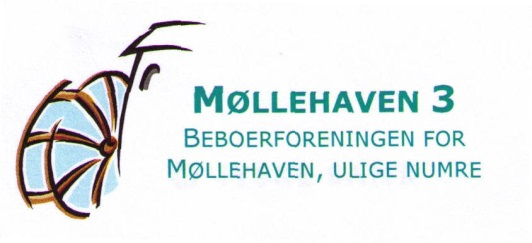 MØLLEHAVEN 3
BEBOERFORENINGEN FOR
MØLLEHAVEN, ULIGE NUMRE